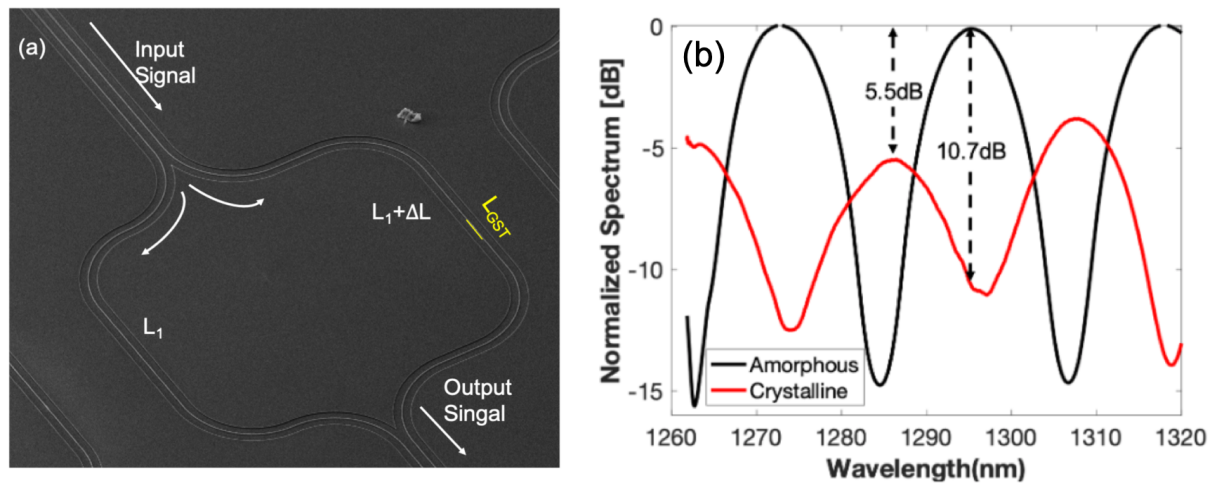 (a)
Input
Signal
L₁+ΔL
L_GST
L₁
Output
Singal
(b)
Normalized Spectrum [dB]
0
-5
-10
-15
5.5dB
10.7dB
Amorphous
Crystalline
1260 1270 1280 1290 1300 1310 1320
Wavelength(nm)